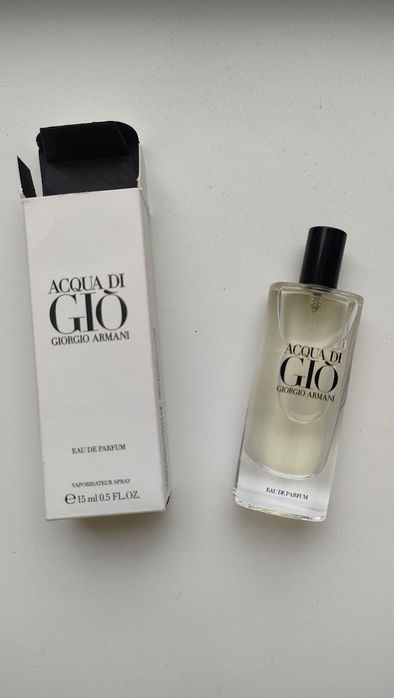 ACQUA DI
GIÒ
GIORGIO ARMANI
EAU DE PARFUM
VAPORISATEUR SPRAY
℮ 15 ml 0.5 FL.OZ.
ACQUA DI
GIÒ
GIORGIO ARMANI
EAU DE PARFUM